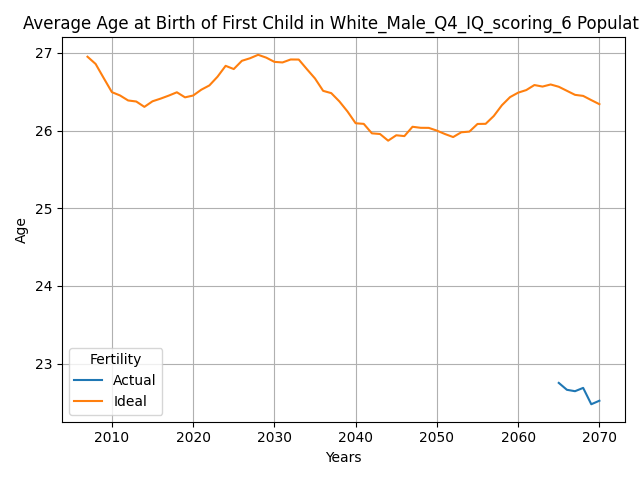 Average Age at Birth of First Child in White_Male_Q4_IQ_scoring_6 Populat
27
26
25
24
23
Age
Fertility
Actual
Ideal
2010 2020 2030 2040 2050 2060 2070
Years